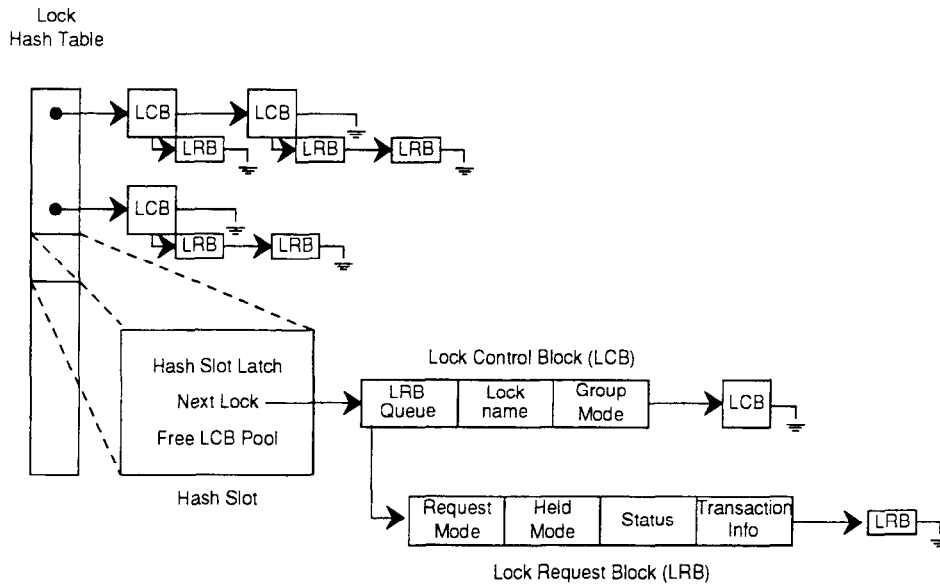 Lock
Hash Table
LCB
LCB
LRB
LRB
LRB
LCB
LRB
LRB
Hash Slot Latch
Next Lock
Free LCB Pool
Hash Slot
Lock Control Block (LCB)
LRB
Queue
Lock
name
Group
Mode
LCB
Request
Mode
Held
Mode
Status
Transaction
Info
LRB
Lock Request Block (LRB)